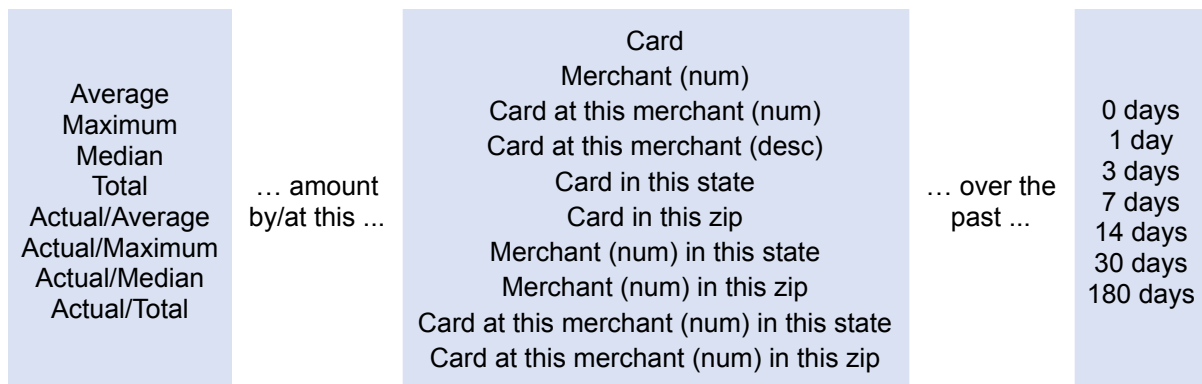 Average
Maximum
Median
Total
Actual/Average
Actual/Maximum
Actual/Median
Actual/Total
… amount
by/at this ...
Card
Merchant (num)
Card at this merchant (num)
Card at this merchant (desc)
Card in this state
Card in this zip
Merchant (num) in this state
Merchant (num) in this zip
Card at this merchant (num) in this state
Card at this merchant (num) in this zip
… over the
past ...
0 days
1 day
3 days
7 days
14 days
30 days
180 days